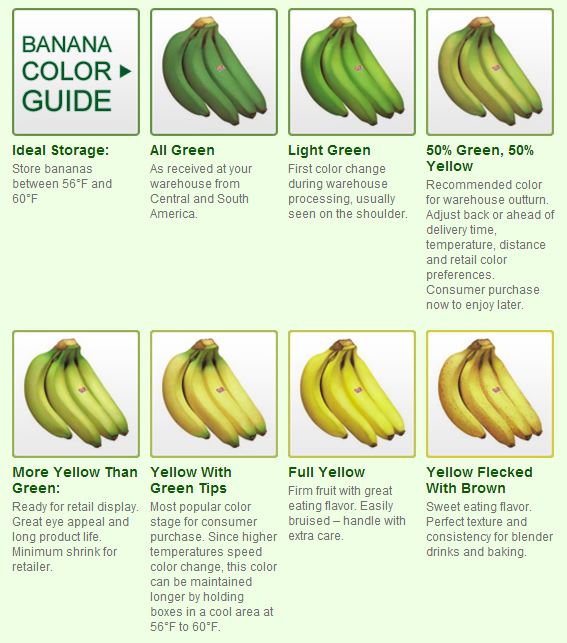 BANANA
COLOR
GUIDE
Ideal Storage:
Store bananas
between 56°F and
60°F
All Green
As received at your
warehouse from
Central and South
America.
Light Green
First color change
during warehouse
processing, usually
seen on the shoulder.
50% Green, 50%
Yellow
Recommended color
for warehouse outturn.
Adjust back or ahead of
delivery time,
temperature, distance
and retail color
preferences.
Consumer purchase
now to enjoy later.
More Yellow Than
Green:
Ready for retail display.
Great eye appeal and
long product life.
Minimum shrink for
retailer.
Yellow With
Green Tips
Most popular color
stage for consumer
purchase. Since higher
temperatures speed
color change, this color
can be maintained
longer by holding
boxes in a cool area at
56°F to 60°F.
Full Yellow
Firm fruit with great
eating flavor. Easily
bruised – handle with
extra care.
Yellow Flecked
With Brown
Sweet eating flavor.
Perfect texture and
consistency for blender
drinks and baking.